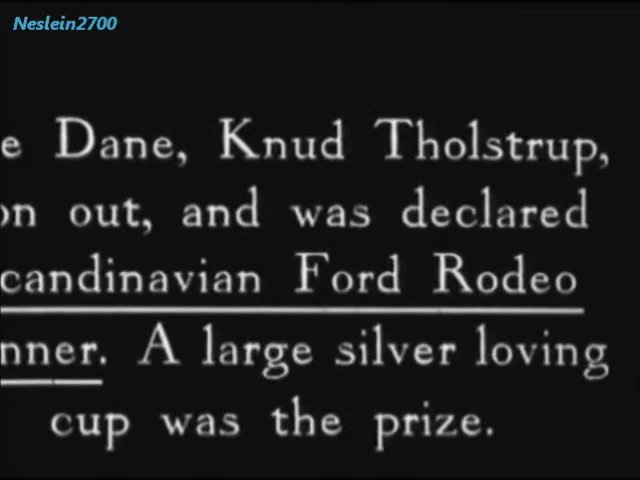 Neslein2700
e Dane, Knud Tholstrup,
on out, and was declared
candinavian Ford Rodeo
nner. A large silver loving
cup was the prize.